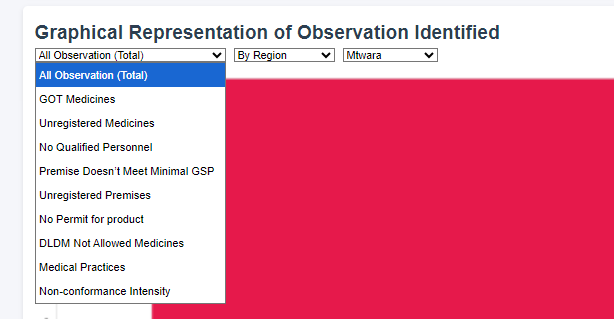 Graphical Representation of Observation Identified
All Observation (Total) By Region Mtwara
All Observation (Total)
GOT Medicines
Unregistered Medicines
No Qualified Personnel
Premise Doesn't Meet Minimal GSP
Unregistered Premises
No Permit for product
DLDM Not Allowed Medicines
Medical Practices
Non-conformance Intensity